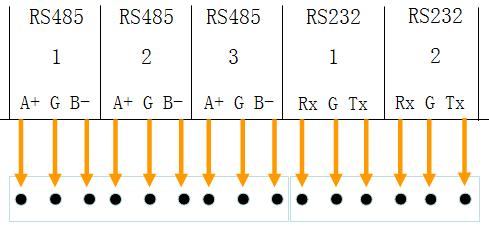 RS485 RS485 RS485 RS232 RS232
1 2 3 1 2
A+ G B- A+ G B- A+ G B- Rx G Tx Rx G Tx